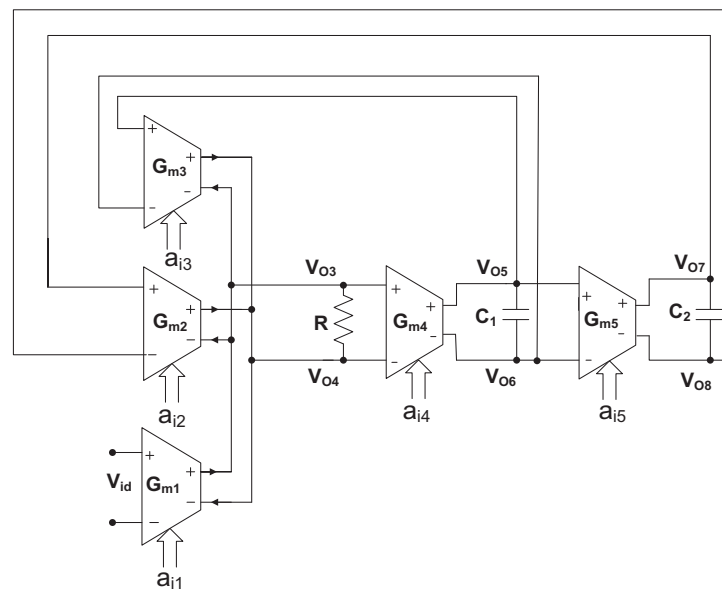 +
+
G_m3
−
−
a_i3
V_O3
V_O5
V_O7
+
+
G_m2
−
−
+
+
R
G_m4
−
−
C_1
+
+
G_m5
−
−
C_2
V_O4
V_O6
V_O8
a_i2
a_i4
a_i5
+
+
V_id
G_m1
−
−
a_i1